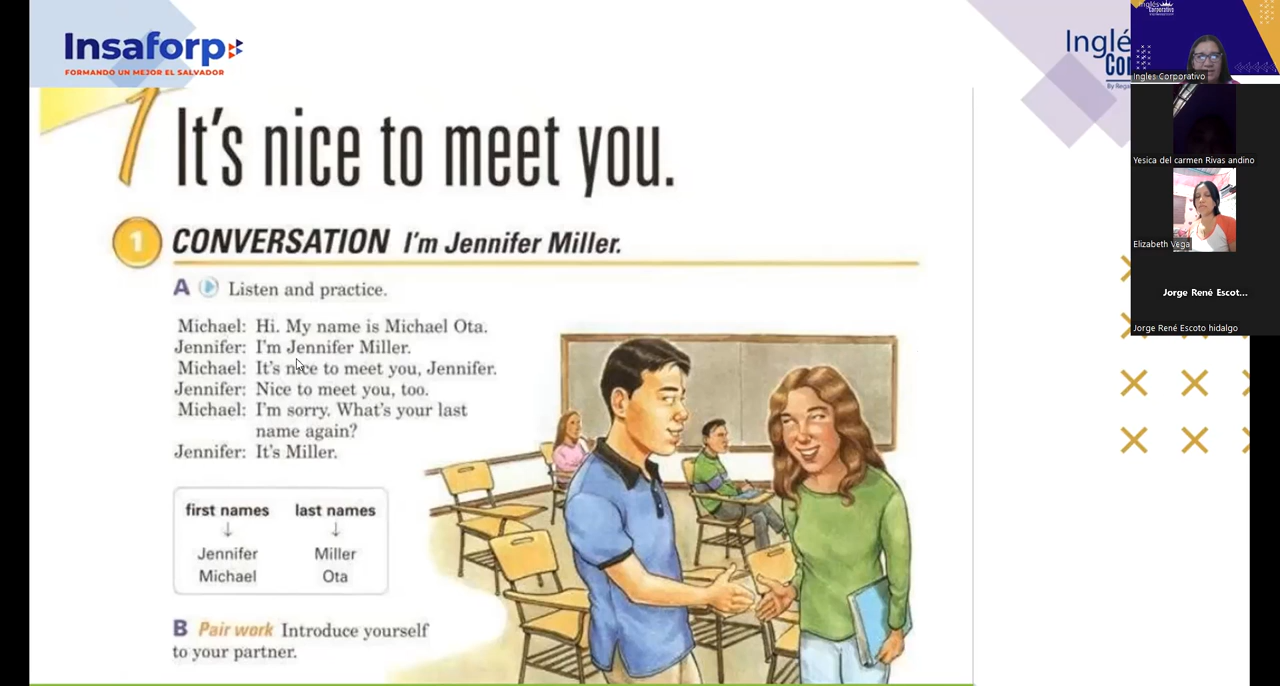 Insaforp
FORMANDO UN MEJOR EL SALVADOR
1
It's nice to meet you.
1 CONVERSATION I'm Jennifer Miller.
A Listen and practice.
Michael: Hi. My name is Michael Ota.
Jennifer: I'm Jennifer Miller.
Michael: It's nice to meet you, Jennifer.
Jennifer: Nice to meet you, too.
Michael: I'm sorry. What's your last
name again?
Jennifer: It's Miller.
first names last names
Jennifer Miller
Michael Ota
B Pair work Introduce yourself
to your partner.
Ingles Corporativo
Yesica del carmen Rivas andino
Elizabeth Vega
Jorge René Escot...
Jorge René Escoto hidalgo